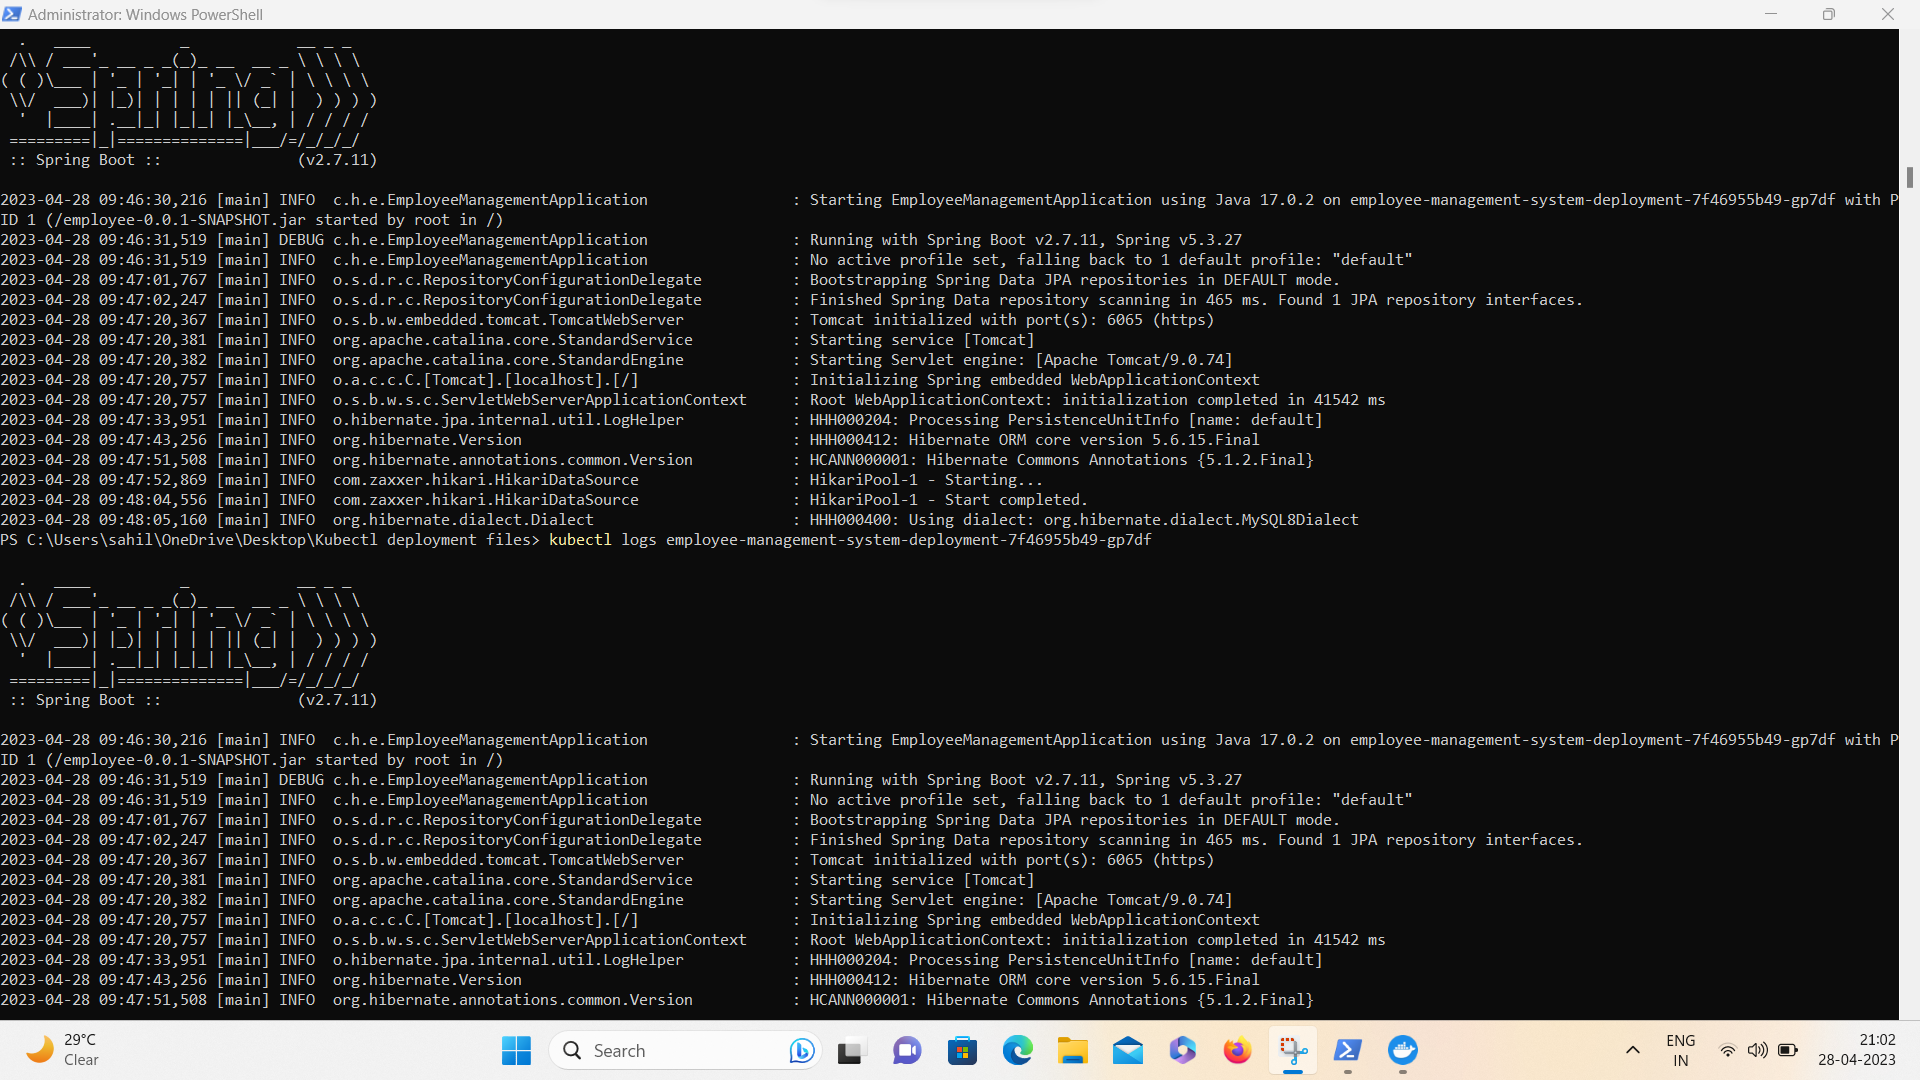 Administrator: Windows PowerShell
  .   ____          _            __ _ _
 /\\ / ___'_ __ _ _(_)_ __  __ _ \ \ \ \
( ( )\___ | '_ | '_| | '_ \/ _` | \ \ \ \
 \\/  ___)| |_)| | | | | || (_| |  ) ) ) )
  '  |____| .__|_| |_|_| |_\__, | / / / /
 =========|_|==============|___/=/_/_/_/
 :: Spring Boot ::               (v2.7.11)
2023-04-28 09:46:30,216 [main] INFO  c.h.e.EmployeeManagementApplication                : Starting EmployeeManagementApplication using Java 17.0.2 on employee-management-system-deployment-7f46955b49-gp7df with P
ID 1 (/employee-0.0.1-SNAPSHOT.jar started by root in /)
2023-04-28 09:46:31,519 [main] DEBUG c.h.e.EmployeeManagementApplication                : Running with Spring Boot v2.7.11, Spring v5.3.27
2023-04-28 09:46:31,519 [main] INFO  c.h.e.EmployeeManagementApplication                : No active profile set, falling back to 1 default profile: "default"
2023-04-28 09:47:01,767 [main] INFO  o.s.d.r.c.RepositoryConfigurationDelegate          : Bootstrapping Spring Data JPA repositories in DEFAULT mode.
2023-04-28 09:47:02,247 [main] INFO  o.s.d.r.c.RepositoryConfigurationDelegate          : Finished Spring Data repository scanning in 465 ms. Found 1 JPA repository interfaces.
2023-04-28 09:47:20,367 [main] INFO  o.s.b.w.embedded.tomcat.TomcatWebServer            : Tomcat initialized with port(s): 6065 (https)
2023-04-28 09:47:20,381 [main] INFO  org.apache.catalina.core.StandardService           : Starting service [Tomcat]
2023-04-28 09:47:20,382 [main] INFO  org.apache.catalina.core.StandardEngine            : Starting Servlet engine: [Apache Tomcat/9.0.74]
2023-04-28 09:47:20,757 [main] INFO  o.a.c.c.C.[Tomcat].[localhost].[/]                 : Initializing Spring embedded WebApplicationContext
2023-04-28 09:47:20,757 [main] INFO  o.s.b.w.s.c.ServletWebServerApplicationContext     : Root WebApplicationContext: initialization completed in 41542 ms
2023-04-28 09:47:33,951 [main] INFO  o.hibernate.jpa.internal.util.LogHelper            : HHH000204: Processing PersistenceUnitInfo [name: default]
2023-04-28 09:47:43,256 [main] INFO  org.hibernate.Version                              : HHH000412: Hibernate ORM core version 5.6.15.Final
2023-04-28 09:47:51,508 [main] INFO  org.hibernate.annotations.common.Version           : HCANN000001: Hibernate Commons Annotations {5.1.2.Final}
2023-04-28 09:47:52,869 [main] INFO  com.zaxxer.hikari.HikariDataSource                 : HikariPool-1 - Starting...
2023-04-28 09:48:04,556 [main] INFO  com.zaxxer.hikari.HikariDataSource                 : HikariPool-1 - Start completed.
2023-04-28 09:48:05,160 [main] INFO  org.hibernate.dialect.Dialect                      : HHH000400: Using dialect: org.hibernate.dialect.MySQL8Dialect
PS C:\Users\sahil\OneDrive\Desktop\Kubectl deployment files> kubectl logs employee-management-system-deployment-7f46955b49-gp7df
  .   ____          _            __ _ _
 /\\ / ___'_ __ _ _(_)_ __  __ _ \ \ \ \
( ( )\___ | '_ | '_| | '_ \/ _` | \ \ \ \
 \\/  ___)| |_)| | | | | || (_| |  ) ) ) )
  '  |____| .__|_| |_|_| |_\__, | / / / /
 =========|_|==============|___/=/_/_/_/
 :: Spring Boot ::               (v2.7.11)
2023-04-28 09:46:30,216 [main] INFO  c.h.e.EmployeeManagementApplication                : Starting EmployeeManagementApplication using Java 17.0.2 on employee-management-system-deployment-7f46955b49-gp7df with P
ID 1 (/employee-0.0.1-SNAPSHOT.jar started by root in /)
2023-04-28 09:46:31,519 [main] DEBUG c.h.e.EmployeeManagementApplication                : Running with Spring Boot v2.7.11, Spring v5.3.27
2023-04-28 09:46:31,519 [main] INFO  c.h.e.EmployeeManagementApplication                : No active profile set, falling back to 1 default profile: "default"
2023-04-28 09:47:01,767 [main] INFO  o.s.d.r.c.RepositoryConfigurationDelegate          : Bootstrapping Spring Data JPA repositories in DEFAULT mode.
2023-04-28 09:47:02,247 [main] INFO  o.s.d.r.c.RepositoryConfigurationDelegate          : Finished Spring Data repository scanning in 465 ms. Found 1 JPA repository interfaces.
2023-04-28 09:47:20,367 [main] INFO  o.s.b.w.embedded.tomcat.TomcatWebServer            : Tomcat initialized with port(s): 6065 (https)
2023-04-28 09:47:20,381 [main] INFO  org.apache.catalina.core.StandardService           : Starting service [Tomcat]
2023-04-28 09:47:20,382 [main] INFO  org.apache.catalina.core.StandardEngine            : Starting Servlet engine: [Apache Tomcat/9.0.74]
2023-04-28 09:47:20,757 [main] INFO  o.a.c.c.C.[Tomcat].[localhost].[/]                 : Initializing Spring embedded WebApplicationContext
2023-04-28 09:47:20,757 [main] INFO  o.s.b.w.s.c.ServletWebServerApplicationContext     : Root WebApplicationContext: initialization completed in 41542 ms
2023-04-28 09:47:33,951 [main] INFO  o.hibernate.jpa.internal.util.LogHelper            : HHH000204: Processing PersistenceUnitInfo [name: default]
2023-04-28 09:47:43,256 [main] INFO  org.hibernate.Version                              : HHH000412: Hibernate ORM core version 5.6.15.Final
2023-04-28 09:47:51,508 [main] INFO  org.hibernate.annotations.common.Version           : HCANN000001: Hibernate Commons Annotations {5.1.2.Final}
29°C
Clear
Search
ENG
IN
21:02
28-04-2023